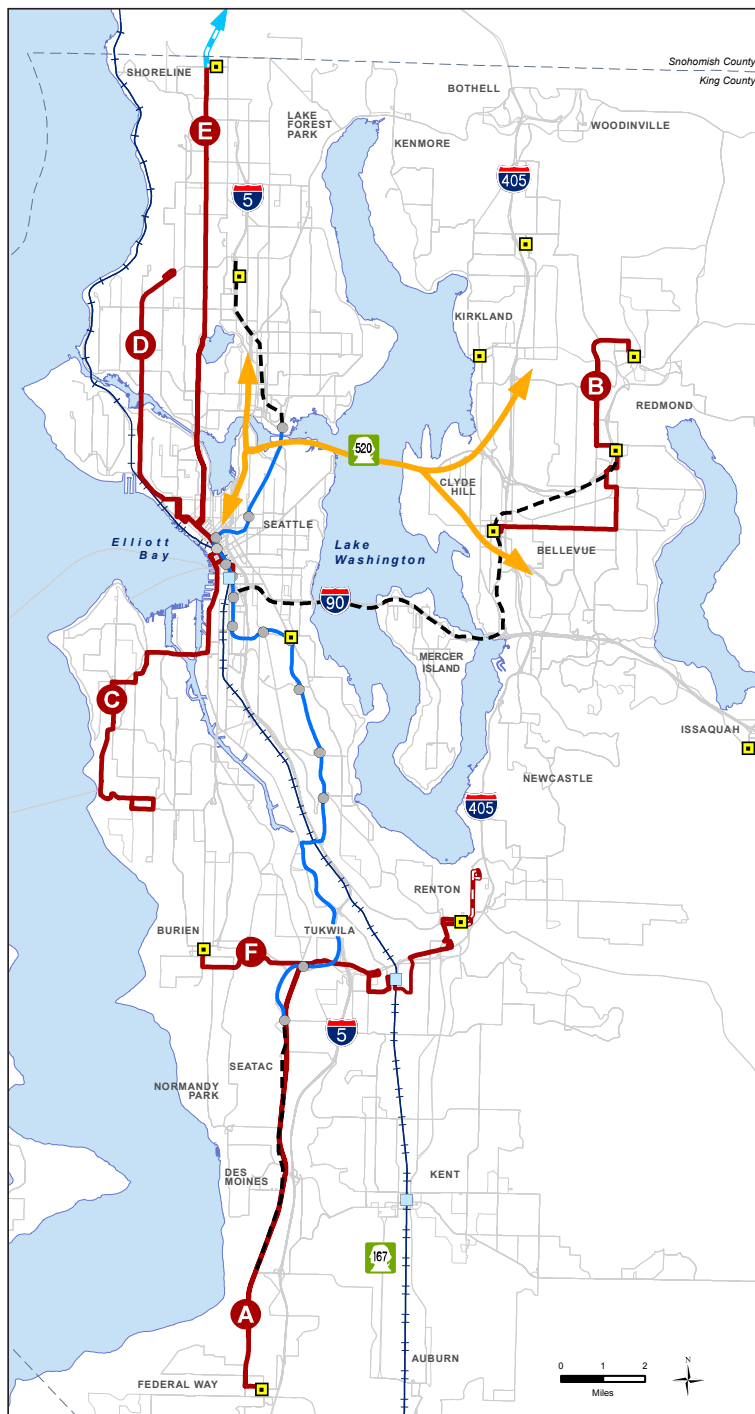 Snohomish County
King County
SHORELINE
BOTHELL
LAKE
FOREST
PARK
WOODINVILLE
E
KENMORE
405
5
KIRKLAND
D
B
REDMOND
520
CLYDE
HILL
SEATTLE
Elliott
Bay
Lake
Washington
BELLEVUE
90
MERCER
ISLAND
C
ISSAQUAH
NEWCASTLE
405
RENTON
BURIEN
TUKWILA
F
5
SEATAC
NORMANDY
PARK
DES
MOINES
KENT
167
A
AUBURN
FEDERAL WAY
0 1 2
Miles
N